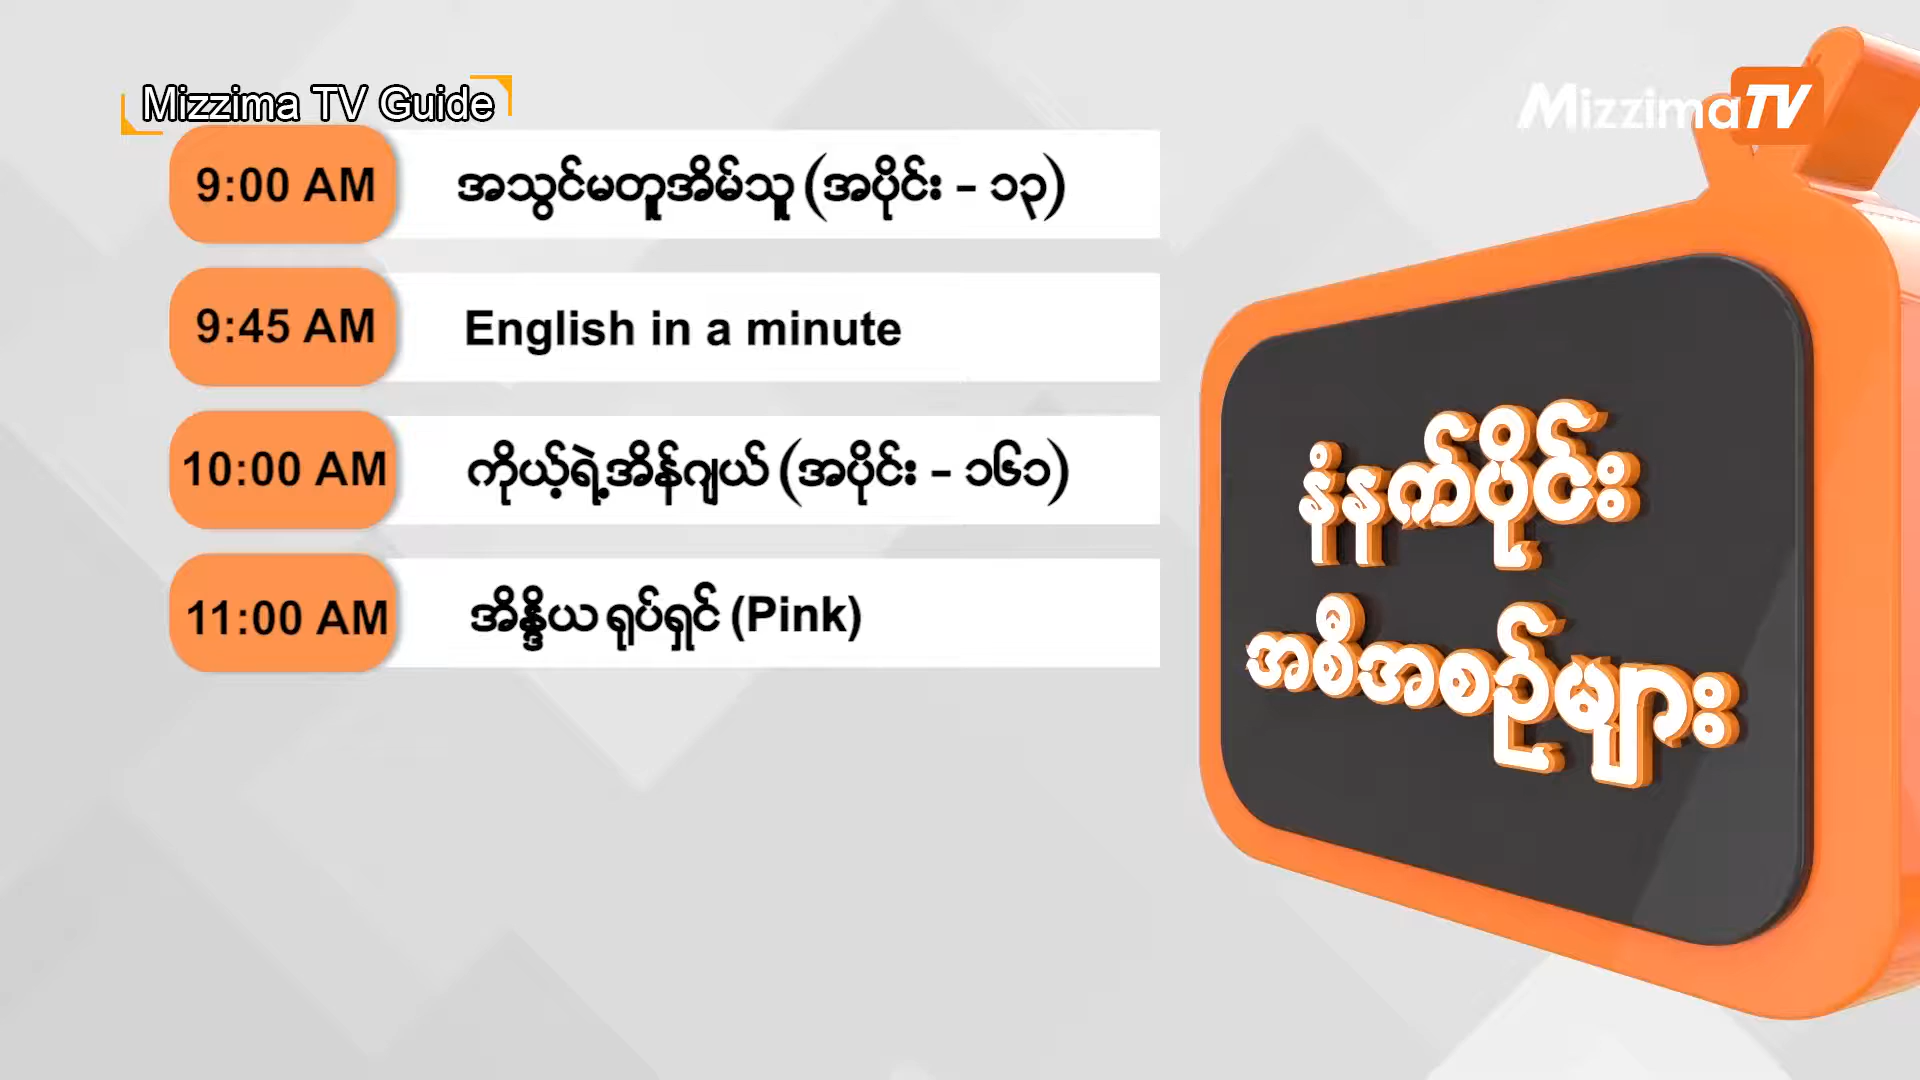 Mizzima TV Guide
MizzimaTV
9:00 AM အသွင်မတူအိမ်သူ (အပိုင်း - ၁၃)
9:45 AM English in a minute
10:00 AM ကိုယ့်ရဲ့အိန်ဂျယ် (အပိုင်း - ၁၆၁)
11:00 AM အိန္ဒိယ ရုပ်ရှင် (Pink)
နံနက်ပိုင်း
အစီအစဉ်များ